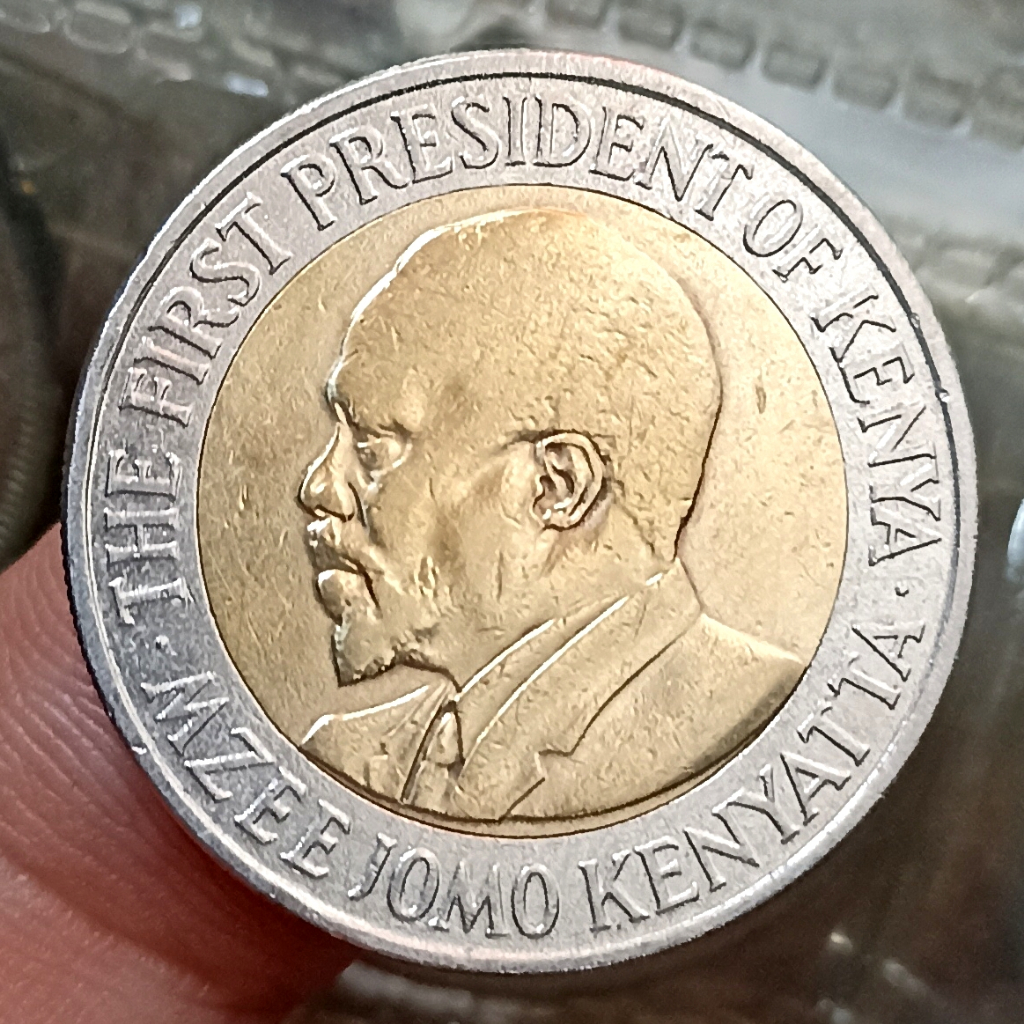 · THE FIRST PRESIDENT OF KENYA ·
MZEE JOMO KENYATTA